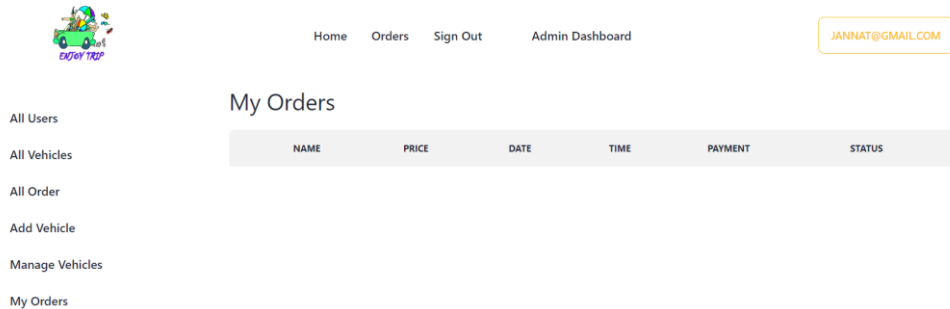 ENJOY TRIP
Home Orders Sign Out Admin Dashboard
JANNAT@GMAIL.COM
My Orders
NAME PRICE DATE TIME PAYMENT STATUS
All Users
All Vehicles
All Order
Add Vehicle
Manage Vehicles
My Orders